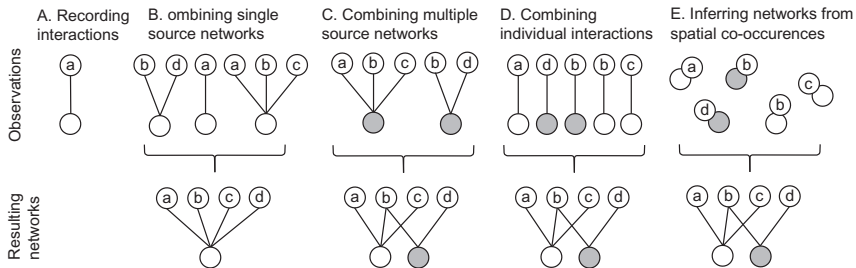 A. Recording
interactions
B. ombining single
source networks
C. Combining multiple
source networks
D. Combining
individual interactions
E. Inferring networks from
spatial co-occurences
Observations
a
b d a a b c
a b c b d
a d b b c
a b c d b
Resulting
networks
a b c d
a b c d
a b c d
a b c d